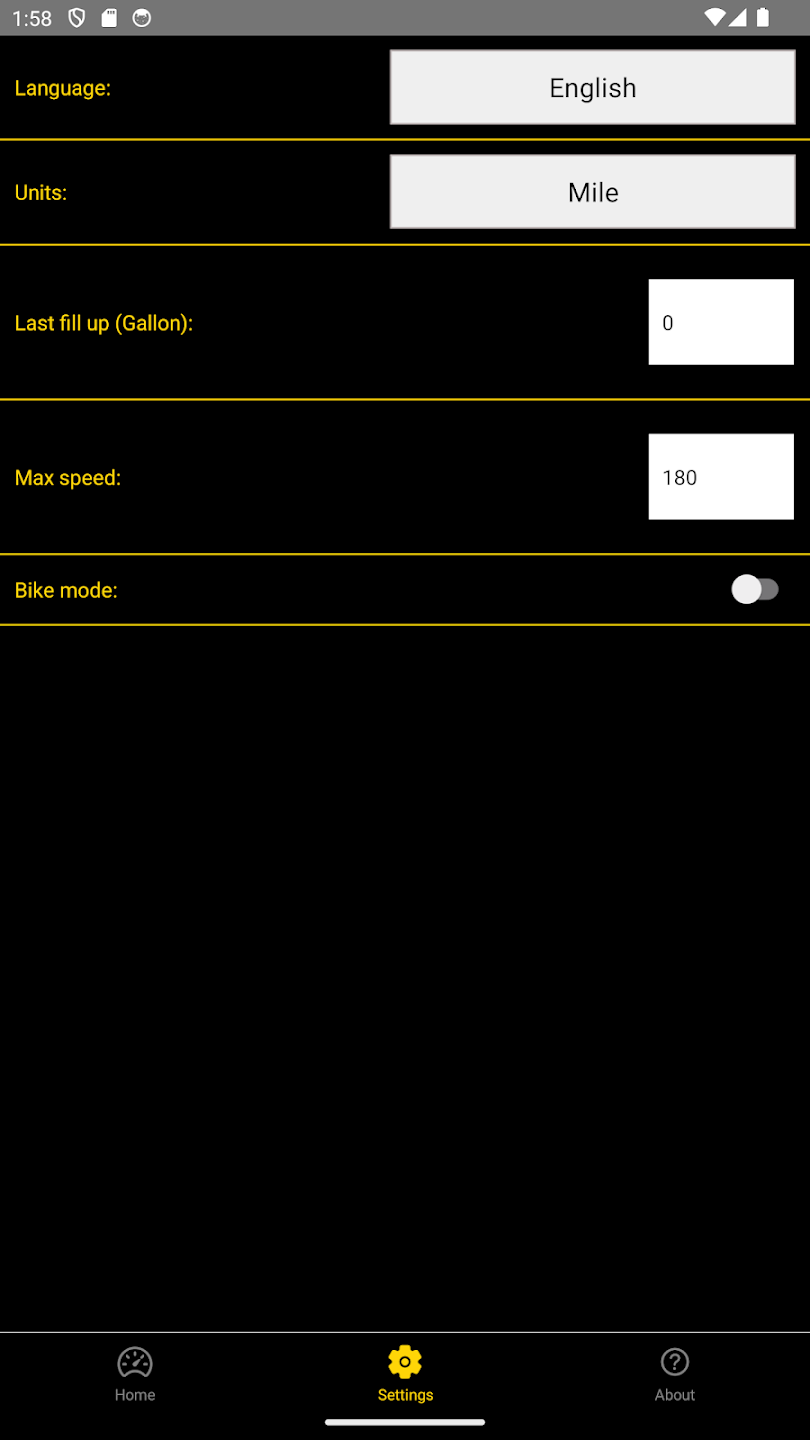 1:58
Language:
English
Units:
Mile
Last fill up (Gallon):
0
Max speed:
180
Bike mode:
Home
Settings
About